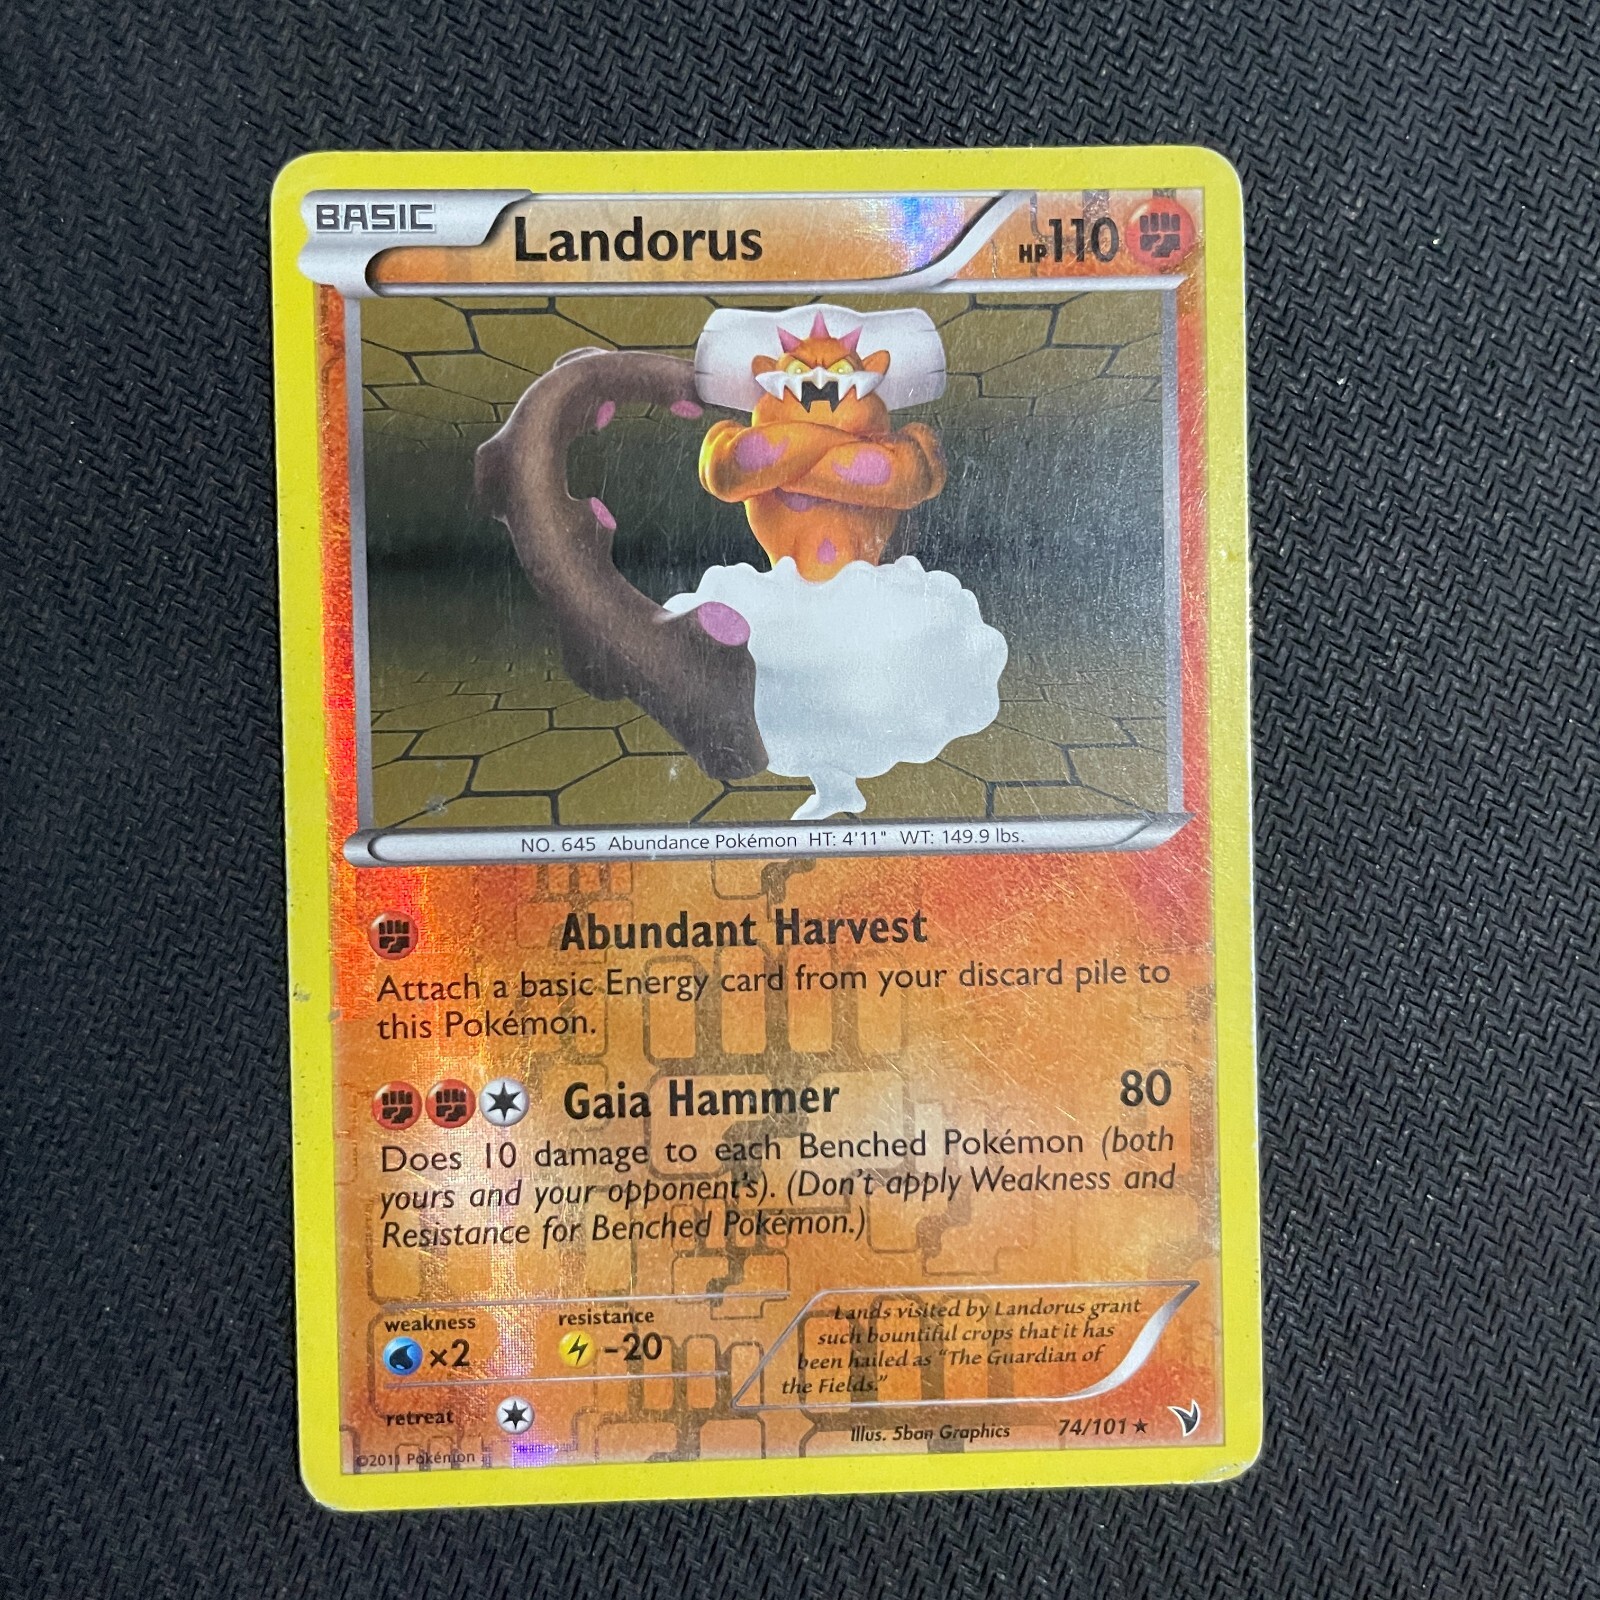 BASIC
Landorus
HP110
NO. 645 Abundance Pokémon HT: 4'11" WT: 149.9 lbs.
Abundant Harvest
Attach a basic Energy card from your discard pile to
this Pokémon.
Gaia Hammer 80
Does 10 damage to each Benched Pokémon (both
yours and your opponent's). (Don't apply Weakness and
Resistance for Benched Pokémon.)
weakness
×2
resistance
-20
retreat
Lands visited by Landorus grant
such bountiful crops that it has
been hailed as "The Guardian of
the Fields."
Illus. 5ban Graphics 74/101 ★
©2011 Pokémon